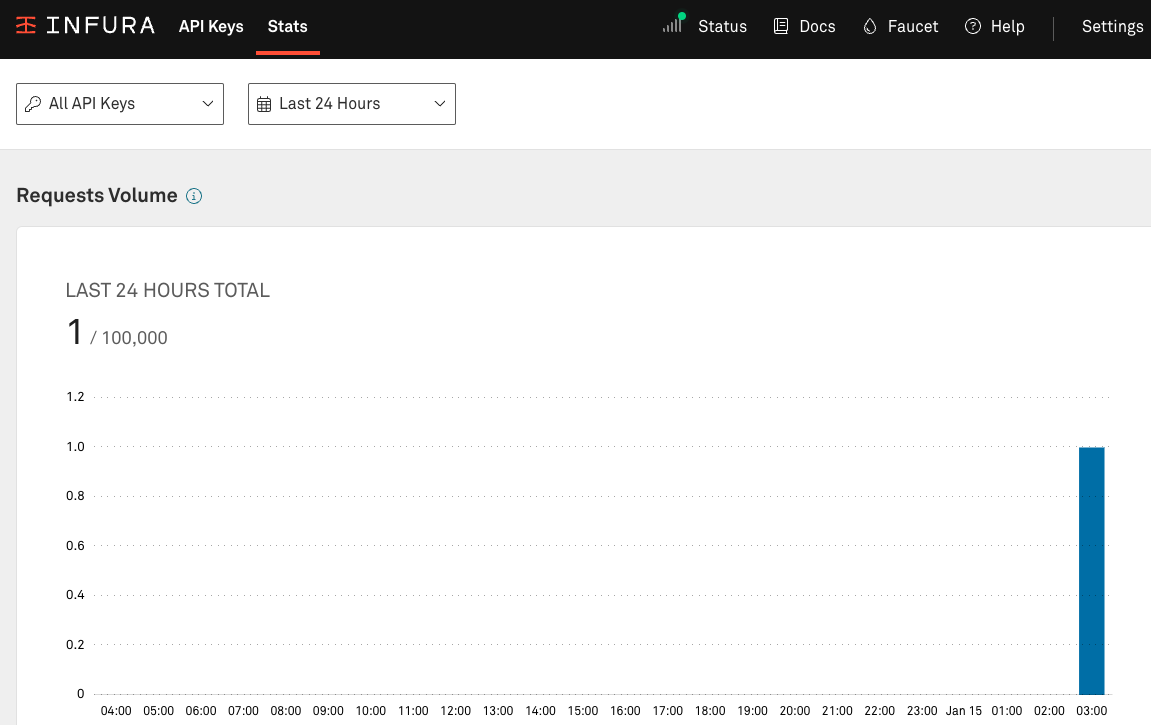 INFURA API Keys Stats Status Docs Faucet Help Settings
All API Keys Last 24 Hours
Requests Volume
LAST 24 HOURS TOTAL
1 / 100,000
1.2
1.0
0.8
0.6
0.4
0.2
0
04:00 05:00 06:00 07:00 08:00 09:00 10:00 11:00 12:00 13:00 14:00 15:00 16:00 17:00 18:00 19:00 20:00 21:00 22:00 23:00 Jan 15 01:00 02:00 03:00